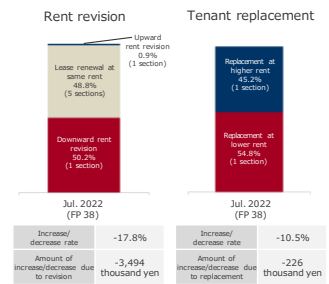 Rent revision
Upward
rent revision
0.9%
(1 section)
Lease renewal at
same rent
48.8%
(5 sections)
Downward rent
revision
50.2%
(1 section)
Jul. 2022
(FP 38)
Increase/
decrease rate
-17.8%
Amount of
increase/decrease due
to revision
-3,494
thousand yen
Tenant replacement
Replacement at
higher rent
45.2%
(1 section)
Replacement at
lower rent
54.8%
(1 section)
Jul. 2022
(FP 38)
Increase/
decrease rate
-10.5%
Amount of
increase/decrease due
to replacement
-226
thousand yen